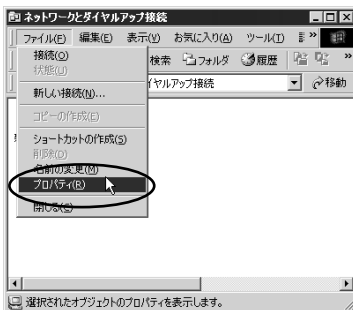 ネットワークとダイヤルアップ接続
ファイル(F) 編集(E) 表示(V) お気に入り(A) ツール(T) »
接続(O)
状態(U)
検索 フォルダ 履歴 »
イヤルアップ接続 移動
新しい接続(N)...
コピーの作成(E)
ショートカットの作成(S)
削除(D)
名前の変更(M)
プロパティ(R)
閉じる(C)
選択されたオブジェクトのプロパティを表示します。